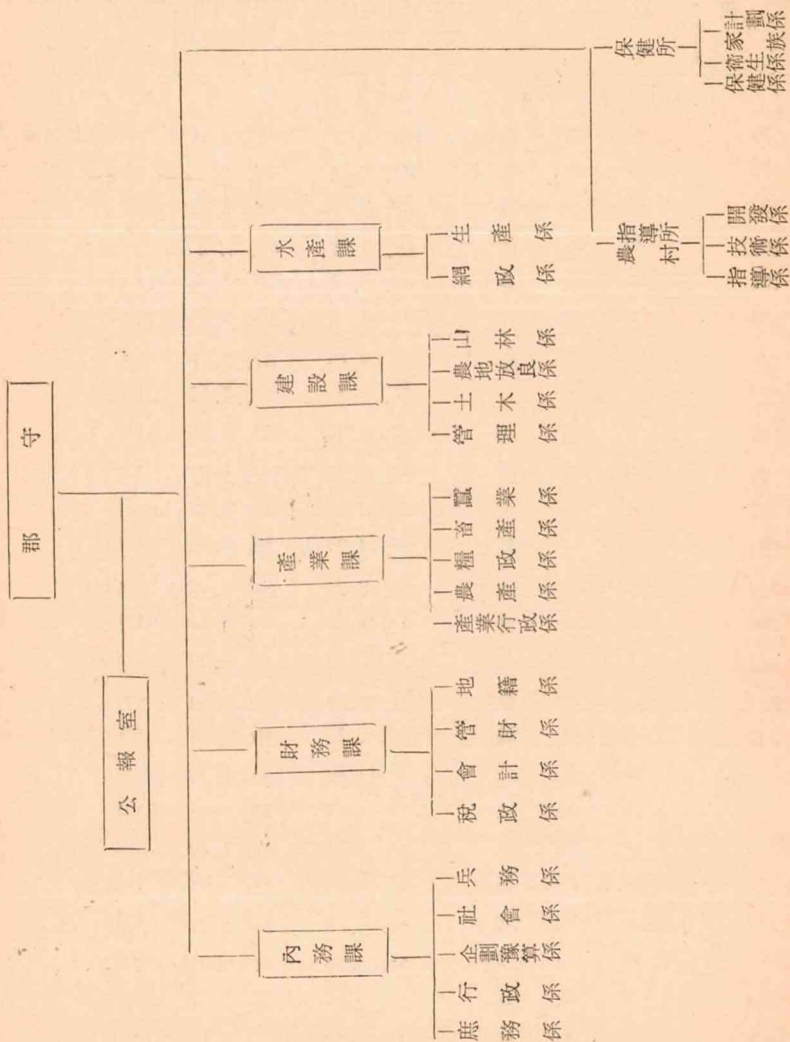 郡守
公報室
內務課
庶務係
行政係
企劃豫算係
社會係
兵務係
財務課
稅政係
會計係
管財係
地籍係
產業課
產業行政係
農產係
糧政係
畜產係
蠶業係
建設課
管理係
土木係
農地放良係
山林係
水產課
網政係
生產係
農村指導所
指導係
技術係
開發係
保健所
保健係
衛生係
家族計劃係